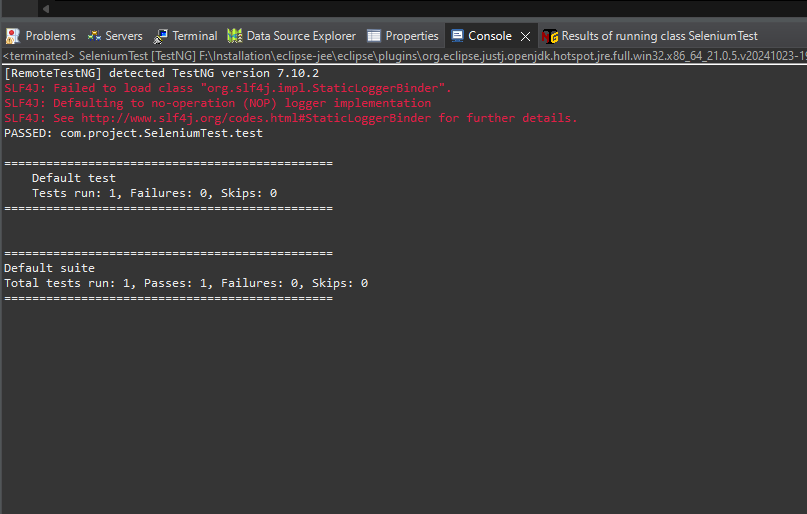 Problems Servers Terminal Data Source Explorer Properties Console Results of running class SeleniumTest
<terminated> SeleniumTest [TestNG] F:\Installation\eclipse-jee\eclipse\plugins\org.eclipse.justj.openjdk.hotspot.jre.full.win32.x86_64_21.0.5.v20241023-19
[RemoteTestNG] detected TestNG version 7.10.2
SLF4J: Failed to load class "org.slf4j.impl.StaticLoggerBinder".
SLF4J: Defaulting to no-operation (NOP) logger implementation
SLF4J: See http://www.slf4j.org/codes.html#StaticLoggerBinder for further details.
PASSED: com.project.SeleniumTest.test
===============================================
Default test
Tests run: 1, Failures: 0, Skips: 0
===============================================
===============================================
Default suite
Total tests run: 1, Passes: 1, Failures: 0, Skips: 0
===============================================